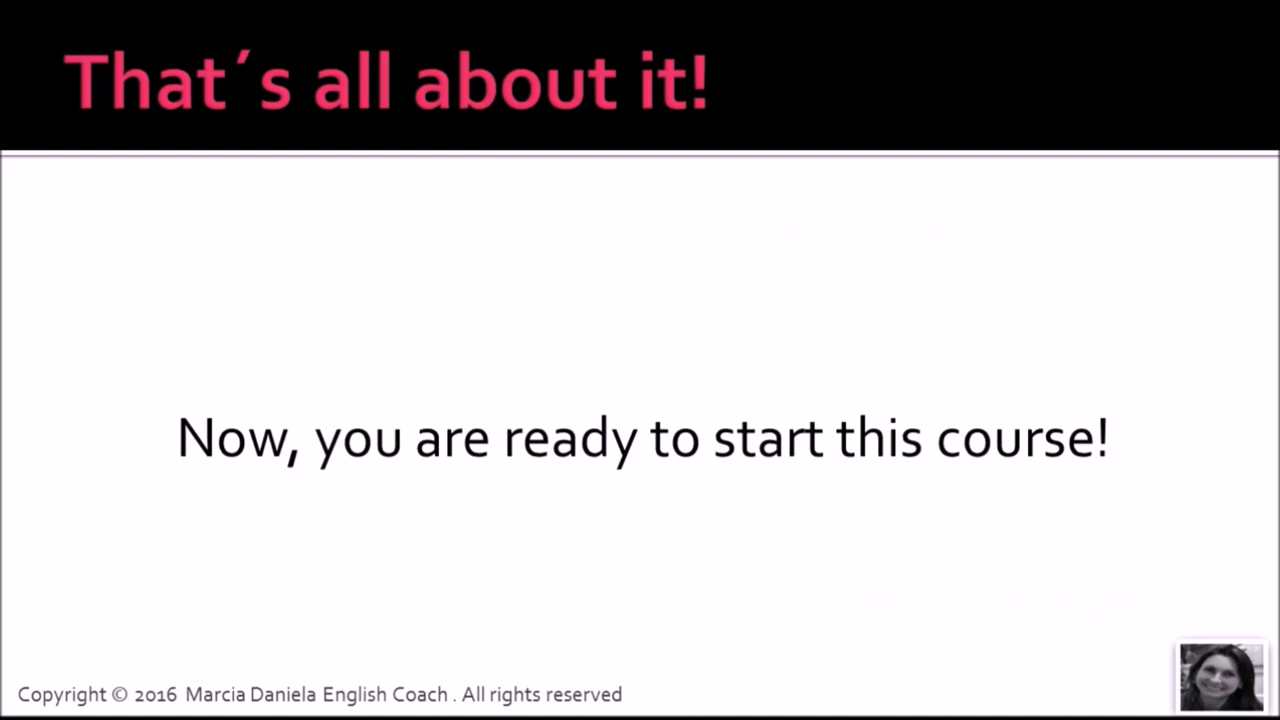 That´s all about it!
Now, you are ready to start this course!
Copyright © 2016 Marcia Daniela English Coach . All rights reserved